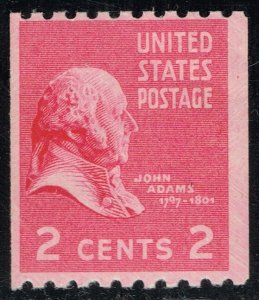 UNITED
STATES
POSTAGE
JOHN
ADAMS
1797-1801
2 CENTS 2